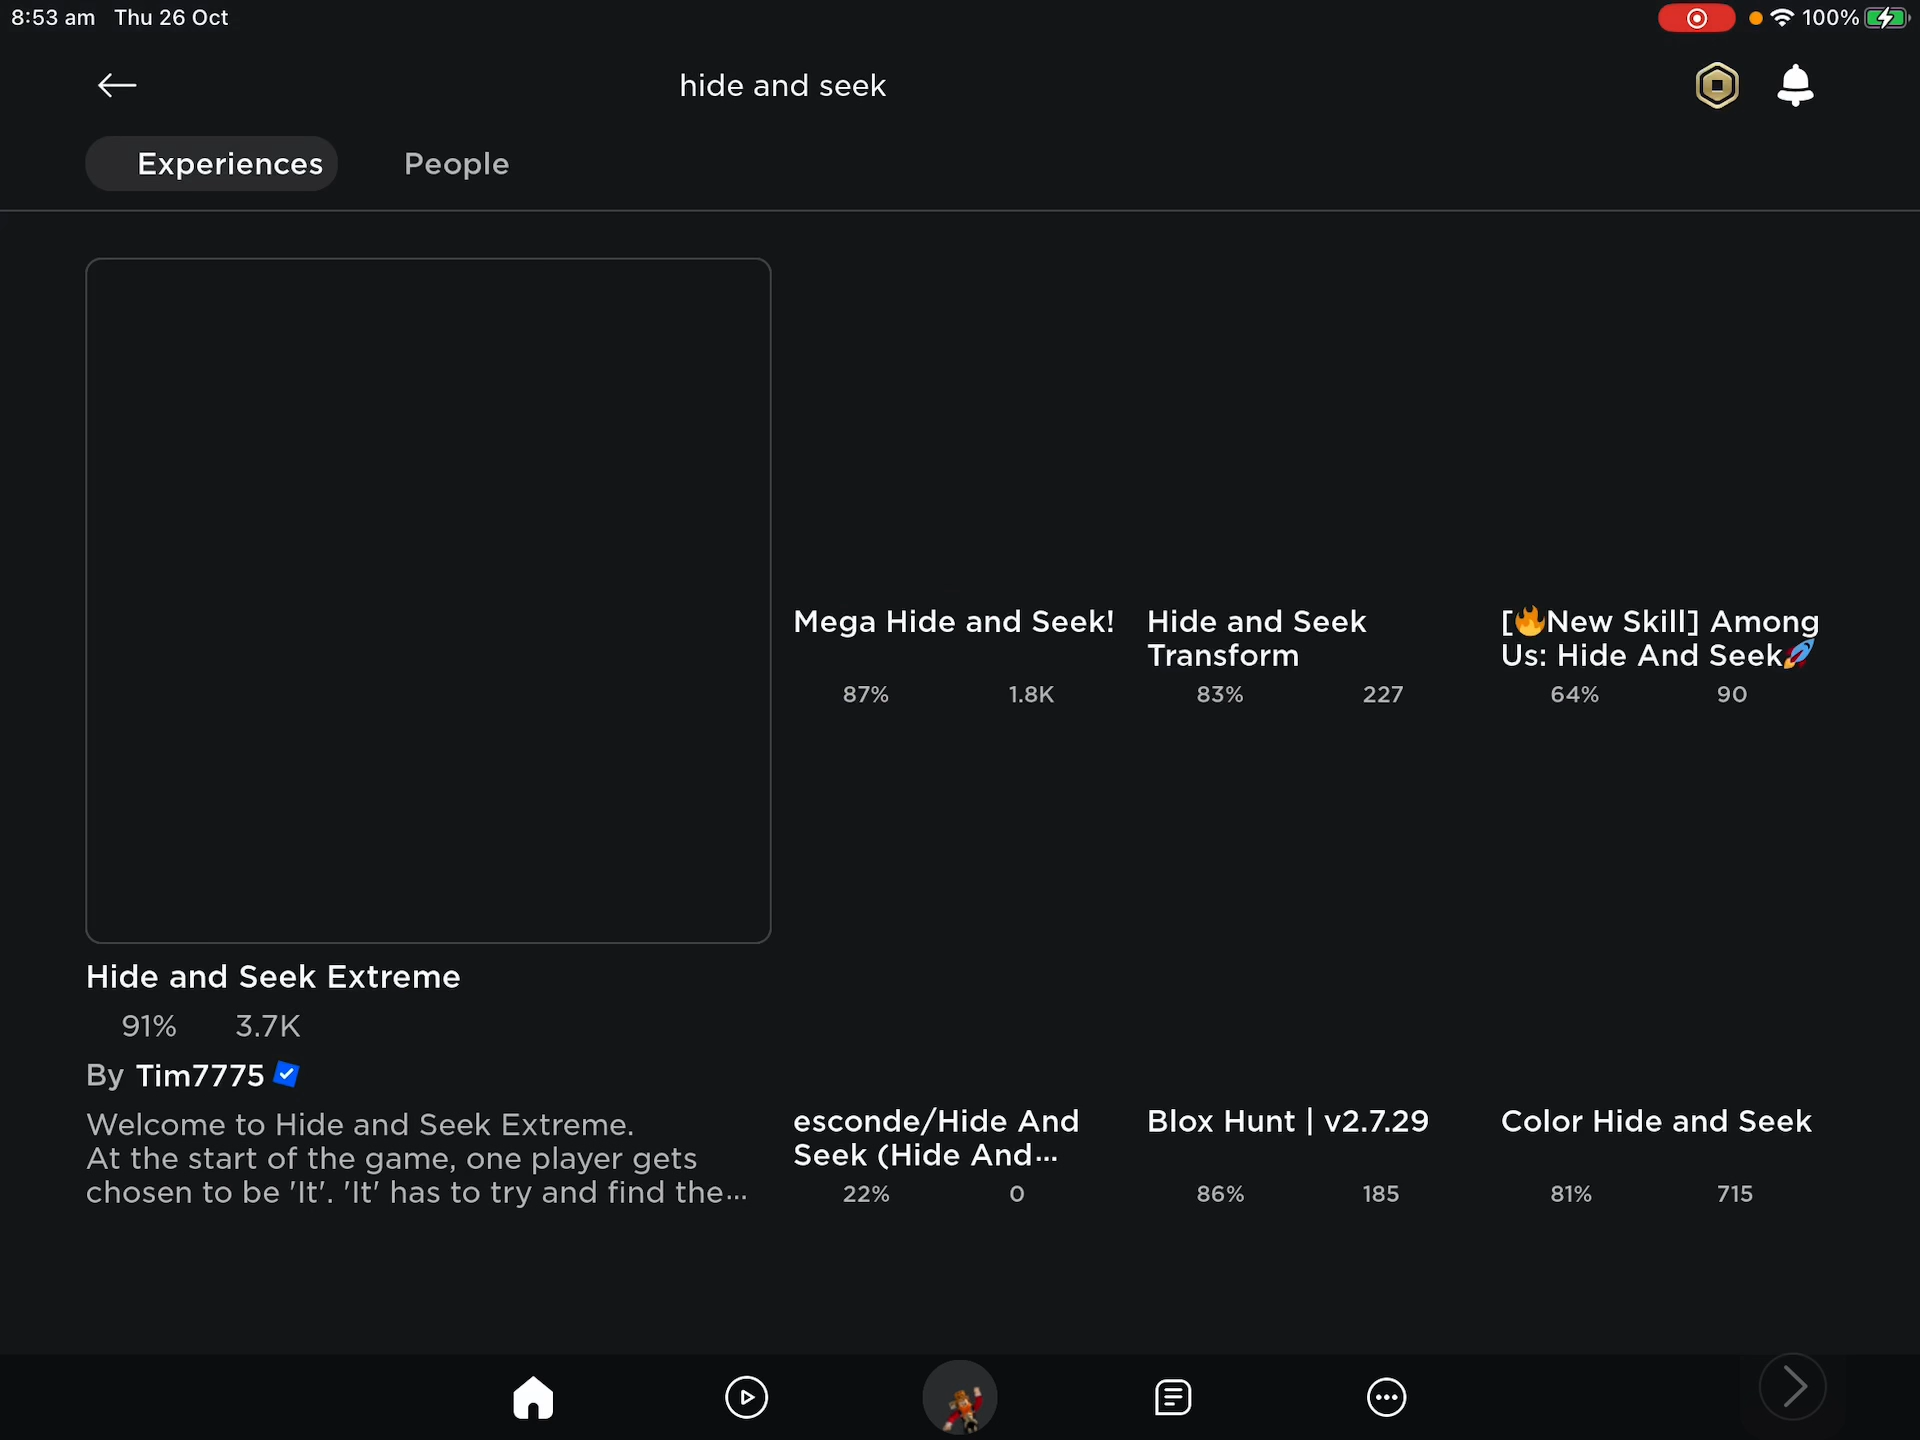 8:53 am Thu 26 Oct
100%
hide and seek
Experiences
People
Hide and Seek Extreme
91% 3.7K
By Tim7775
Welcome to Hide and Seek Extreme.
At the start of the game, one player gets
chosen to be 'It'. 'It' has to try and find the...
Mega Hide and Seek!
87% 1.8K
Hide and Seek
Transform
83% 227
[🔥New Skill] Among
Us: Hide And Seek🚀
64% 90
esconde/Hide And
Seek (Hide And...
22% 0
Blox Hunt | v2.7.29
86% 185
Color Hide and Seek
81% 715